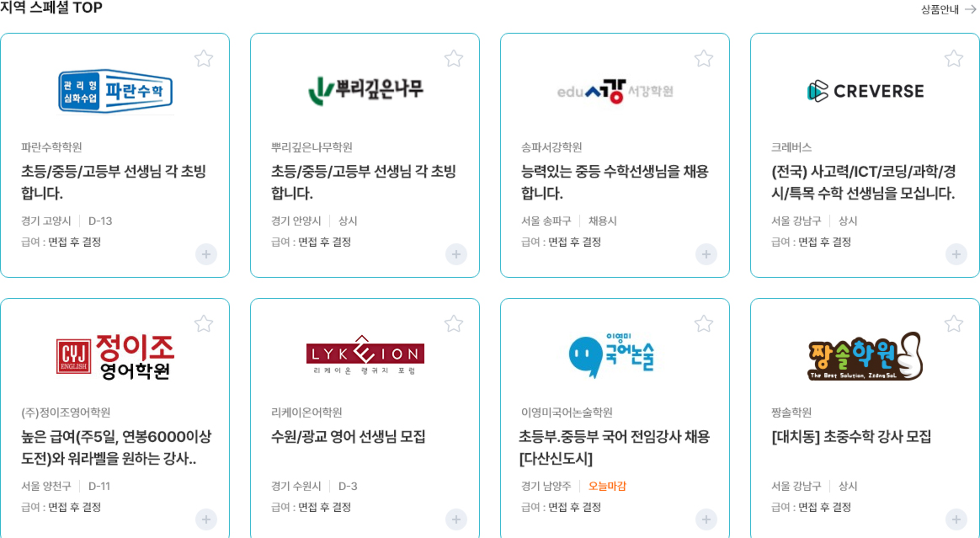 지역 스페셜 TOP
상품안내
관리형
심화수업
파란수학
파란수학학원
초등/중등/고등부 선생님 각 초빙
합니다.
경기 고양시 D-13
급여 : 면접 후 결정
뿌리깊은나무
뿌리깊은나무학원
초등/중등/고등부 선생님 각 초빙
합니다.
경기 안양시 상시
급여 : 면접 후 결정
edu 서강 서강학원
송파서강학원
능력있는 중등 수학선생님을 채용
합니다.
서울 송파구 채용시
급여 : 면접 후 결정
CREVERSE
크레버스
(전국) 사고력/ICT/코딩/과학/경
시/특목 수학 선생님을 모십니다.
서울 강남구 상시
급여 : 면접 후 결정
CYJ
ENGLISH
정이조
영어학원
(주)정이조영어학원
높은 급여(주5일, 연봉6000이상
도전)와 워라벨을 원하는 강사..
서울 양천구 D-11
급여 : 면접 후 결정
LYKEION
리케이온 랭귀지 포럼
리케이온어학원
수원/광교 영어 선생님 모집
경기 수원시 D-3
급여 : 면접 후 결정
이영미
국어논술
이영미국어논술학원
초등부.중등부 국어 전임강사 채용
[다산신도시]
경기 남양주 오늘마감
급여 : 면접 후 결정
짱솔학원
The Best Solution, ZzangSol
짱솔학원
[대치동] 초중수학 강사 모집
서울 강남구 상시
급여 : 면접 후 결정